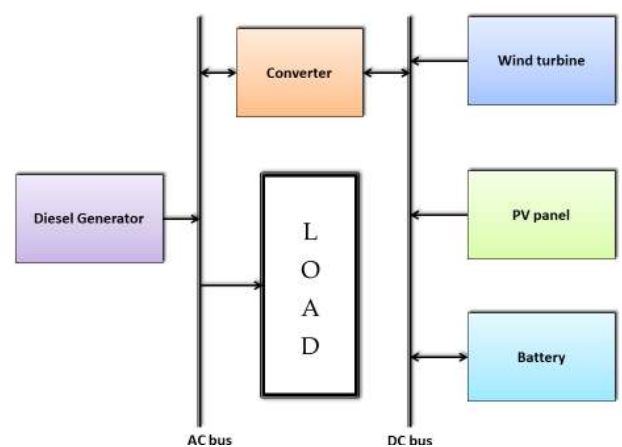 Converter
Wind turbine
Diesel Generator
L
O
A
D
PV panel
Battery
AC bus
DC bus